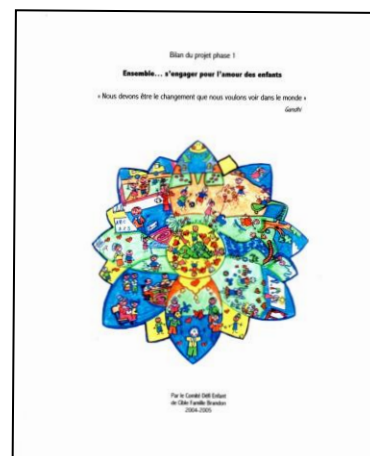 Bilan du projet phase 1
Ensemble... s'engager pour l'amour des enfants
« Nous devons être le changement que nous voulons voir dans le monde »
Gandhi
Par le Comité Défi Enfant
de Cible Famille Brandon
2004-2005